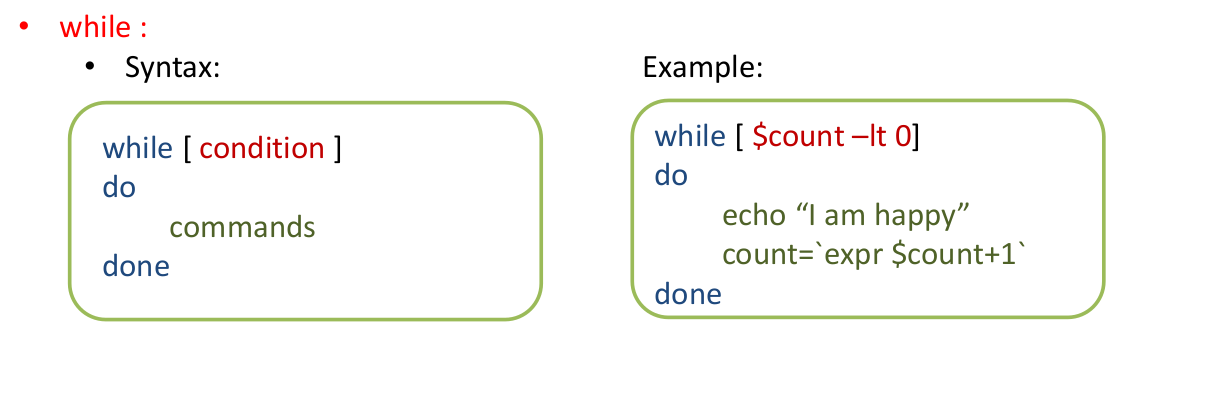 • while :
• Syntax:
Example:
while [ condition ]
do
commands
done
while [ $count –lt 0]
do
echo “I am happy”
count=`expr $count+1`
done